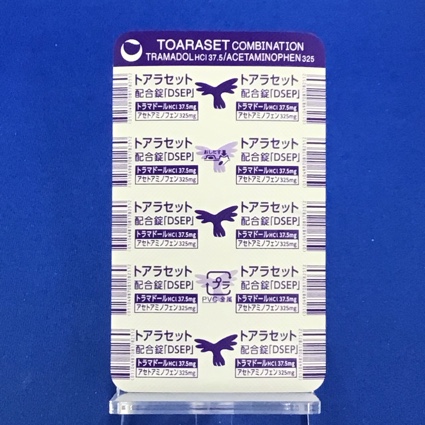 TOARASET COMBINATION
TRAMADOL HCl 37.5/ACETAMINOPHEN 325
トアラセット トアラセット
配合錠「DSEP」 配合錠「DSEP」
トラマドールHCl 37.5mg トラマドールHCl 37.5mg
アセトアミノフェン325mg アセトアミノフェン325mg
トアラセット おしだす トアラセット
配合錠「DSEP」 配合錠「DSEP」
トラマドールHCl 37.5mg トラマドールHCl 37.5mg
アセトアミノフェン325mg アセトアミノフェン325mg
トアラセット トアラセット
配合錠「DSEP」 配合錠「DSEP」
トラマドールHCl 37.5mg トラマドールHCl 37.5mg
アセトアミノフェン325mg アセトアミノフェン325mg
トアラセット トアラセット
配合錠「DSEP」 プラ 配合錠「DSEP」
トラマドールHCl 37.5mg PVC 金属 トラマドールHCl 37.5mg
アセトアミノフェン325mg アセトアミノフェン325mg
トアラセット トアラセット
配合錠「DSEP」 配合錠「DSEP」
トラマドールHCl 37.5mg トラマドールHCl 37.5mg
アセトアミノフェン325mg アセトアミノフェン325mg